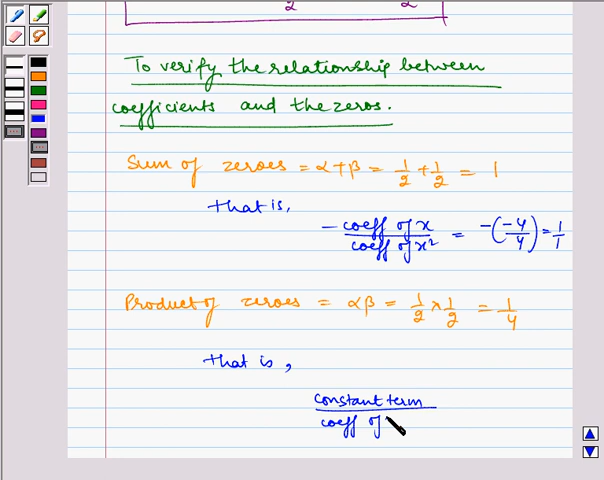 2 2
To verify the relationship between
coefficients and the zeros.
Sum of zeroes = α+β = 1/2 + 1/2 = 1
that is,
- coeff of x / coeff of x² = -(-4/4) = 1/1
Product of zeroes = αβ = 1/2 × 1/2 = 1/4
that is,
constant term
coeff of